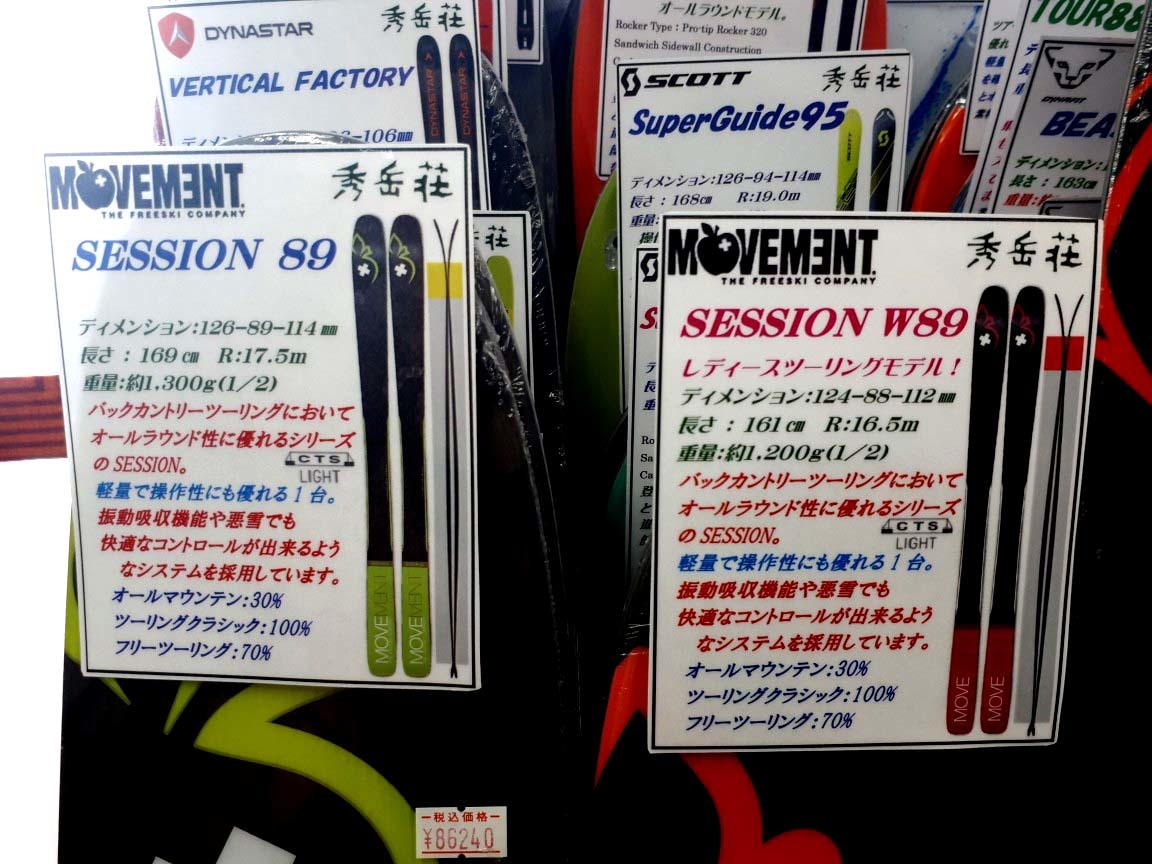 DYNASTAR
秀岳荘
VERTICAL FACTORY
-106㎜
DYNASTAR
DYNASTAR
オールラウンドモデル。
Rocker Type : Pro-tip Rocker 320
Sandwich Sidewall Construction
SCOTT
秀岳荘
SuperGuide95
ディメンション:126-94-114㎜
長さ : 168㎝ R:19.0m
重量:
SCOTT
TOUR88
DYNAFIT
BEA
ディメンション:
長さ : 163㎝
重量:
MOVEMENT
THE FREESKI COMPANY
秀岳荘
SESSION 89
ディメンション:126-89-114㎜
長さ : 169㎝ R:17.5m
重量:約1,300g(1/2)
バックカントリーツーリングにおいて
オールラウンド性に優れるシリーズ
のSESSION。
CTS
LIGHT
軽量で操作性にも優れる1台。
振動吸収機能や悪雪でも
快適なコントロールが出来るよう
なシステムを採用しています。
オールマウンテン:30%
ツーリングクラシック:100%
フリーツーリング:70%
MOVEMENT
MOVEMENT
MOVEMENT
THE FREESKI COMPANY
秀岳荘
SESSION W89
レディースツーリングモデル!
ディメンション:124-88-112㎜
長さ : 161㎝ R:16.5m
重量:約1,200g(1/2)
バックカントリーツーリングにおいて
オールラウンド性に優れるシリーズ
のSESSION。
CTS
LIGHT
軽量で操作性にも優れる1台。
振動吸収機能や悪雪でも
快適なコントロールが出来るよう
なシステムを採用しています。
オールマウンテン:30%
ツーリングクラシック:100%
フリーツーリング:70%
MOVE
MOVE
税込価格
¥86240